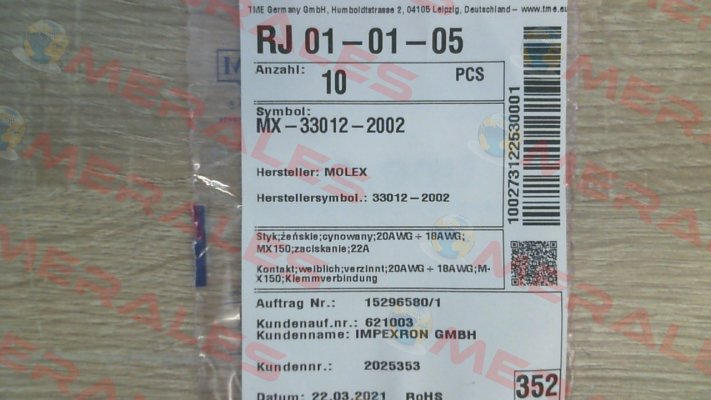 TME Germany GmbH, Humboldtstrasse 2, 04105 Leipzig, Deutschland– www.tme.eu
RJ 01–01–05
Anzahl: 10 PCS
Symbol:
MX–33012–2002
Hersteller: MOLEX
Herstellersymbol.: 33012–2002
1002731222530001
Styk;żeńskie;cynowany;20AWG÷18AWG;
MX150;zaciskanie;22A
Kontakt;weiblich;verzinnt;20AWG÷18AWG;M-
X150;Klemmverbindung
Auftrag Nr.: 15296580/1
Kundenauf.nr.: 621003
Kundenname: IMPEXRON GMBH
Kundennr.: 2025353
Datum: 22.03.2021 RoHS
352
MERALES